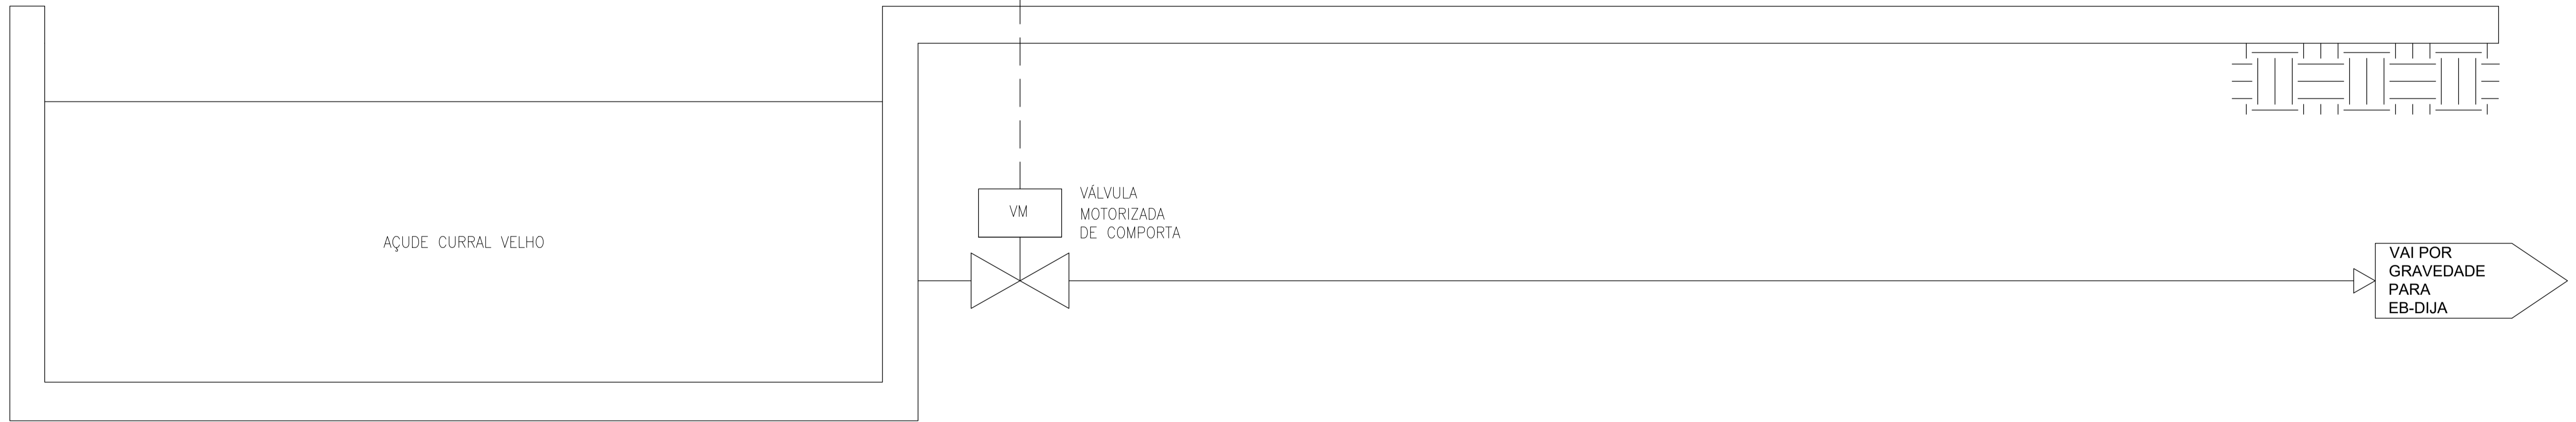 VÁLVULA
MOTORIZADA
DE COMPORTA
VM
AÇUDE CURRAL VELHO
VAI POR
GRAVEDADE
PARA
EB-DIJA